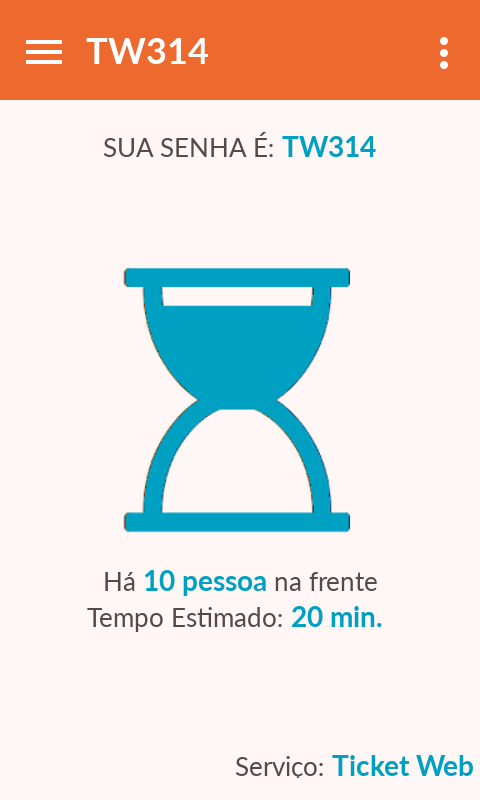 TW314
SUA SENHA É: TW314
Há 10 pessoa na frente
Tempo Estimado: 20 min.
Serviço: Ticket Web